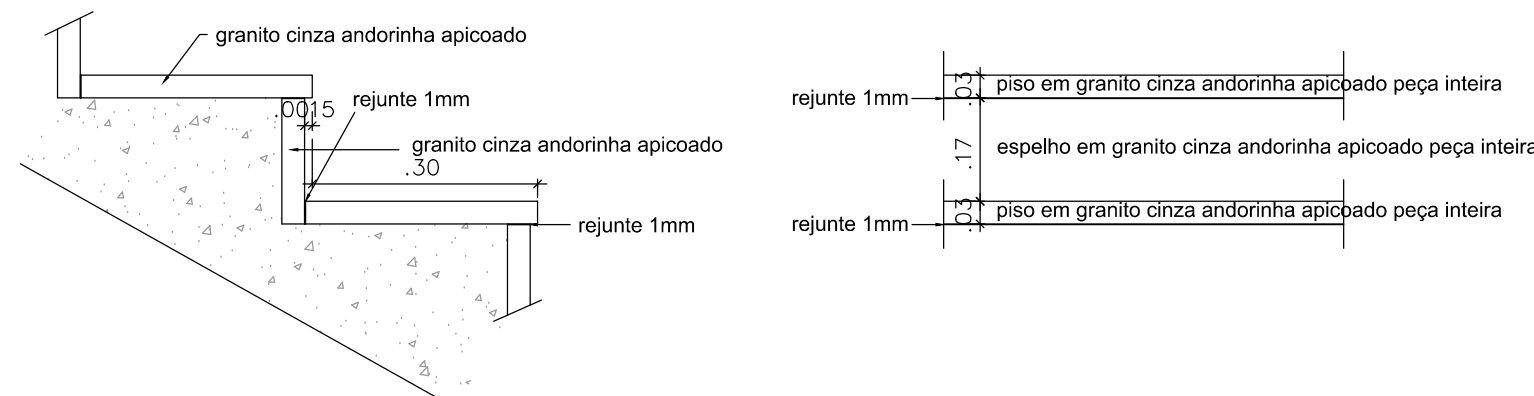 granito cinza andorinha apicoado
.0015
rejunte 1mm
granito cinza andorinha apicoado
.30
rejunte 1mm
.03
piso em granito cinza andorinha apicoado peça inteira
rejunte 1mm
.17
espelho em granito cinza andorinha apicoado peça inteira
.03
piso em granito cinza andorinha apicoado peça inteira
rejunte 1mm